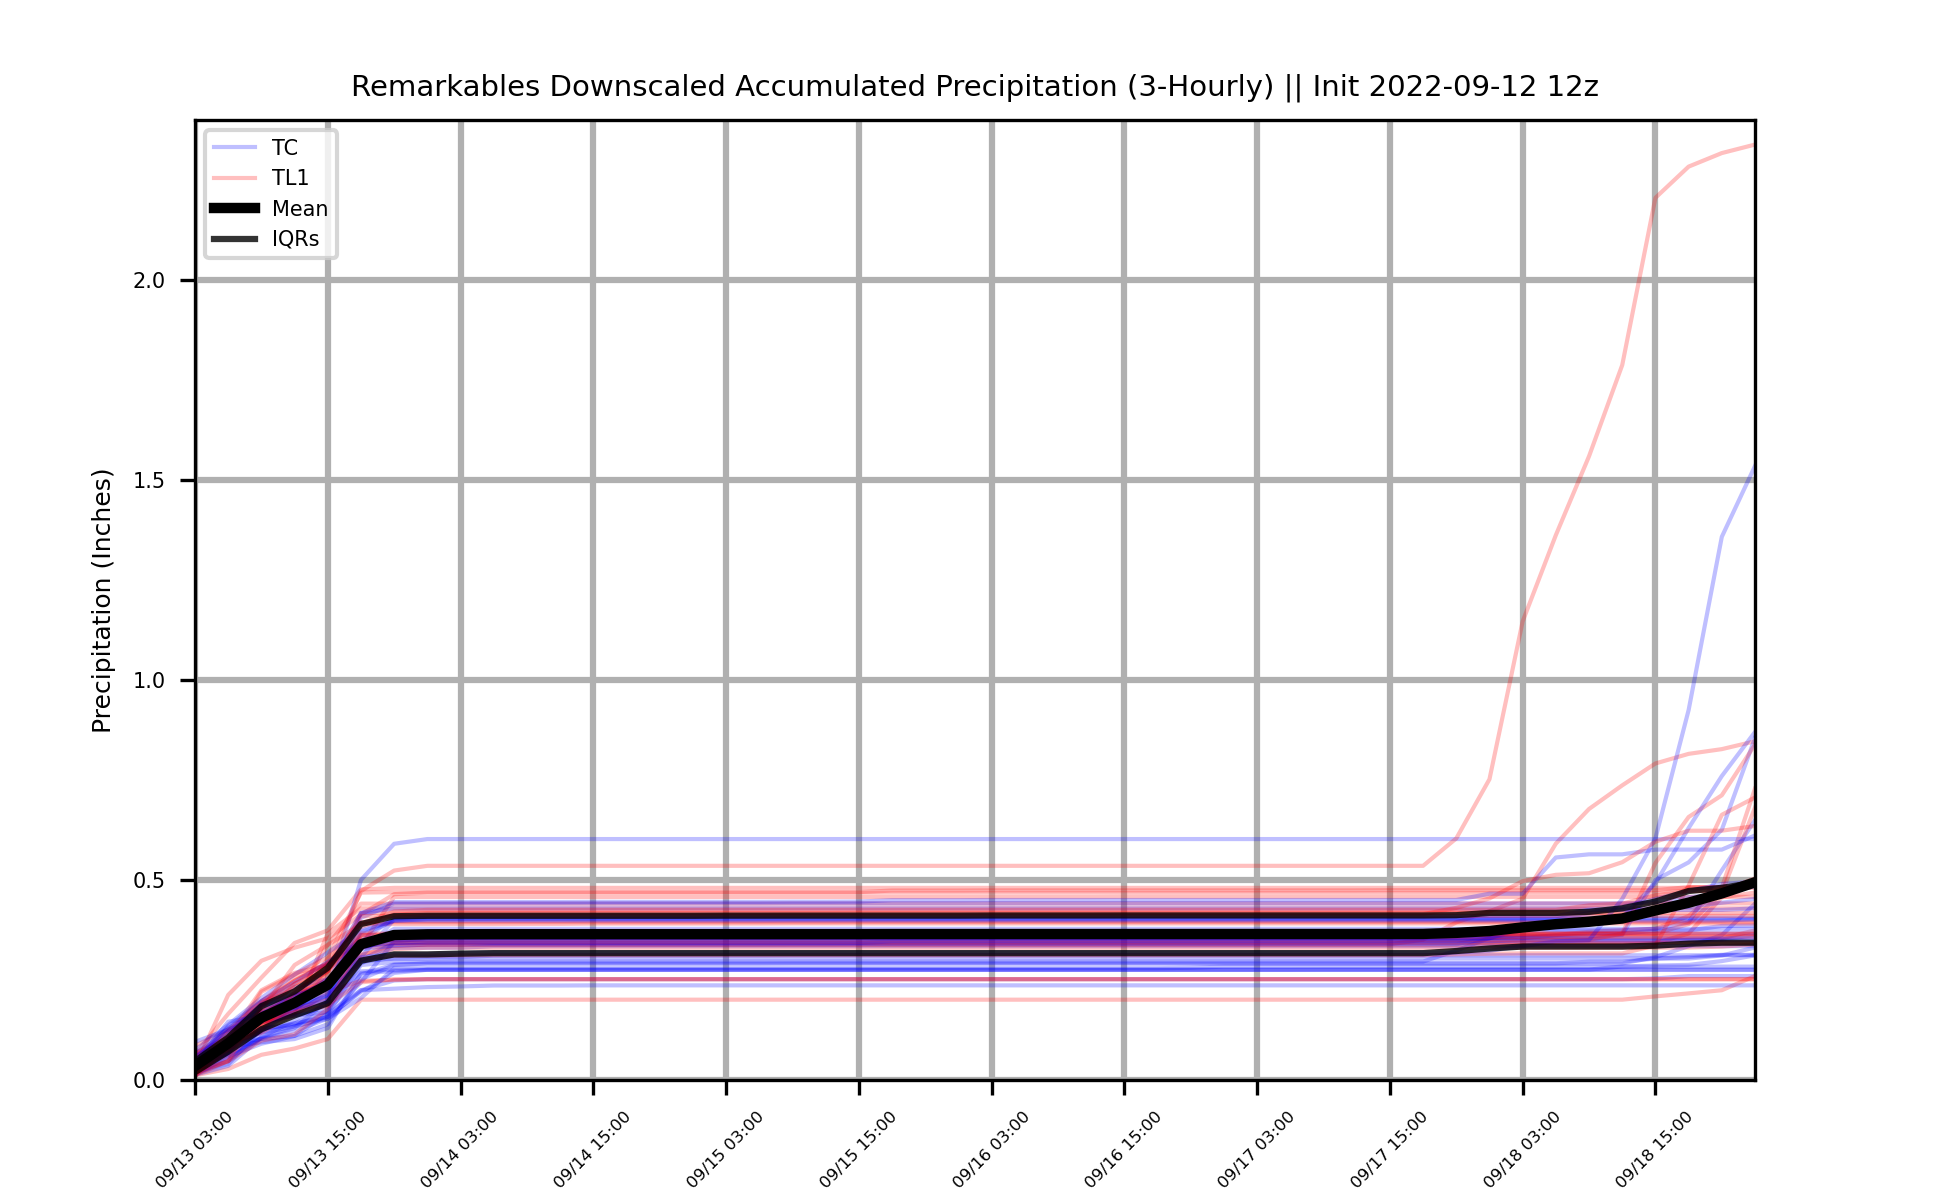 Remarkables Downscaled Accumulated Precipitation (3-Hourly) || Init 2022-09-12 12z
TC
TL1
Mean
IQRs
Precipitation (Inches)
2.0
1.5
1.0
0.5
0.0
09/13 03:00
09/13 15:00
09/14 03:00
09/14 15:00
09/15 03:00
09/15 15:00
09/16 03:00
09/16 15:00
09/17 03:00
09/17 15:00
09/18 03:00
09/18 15:00